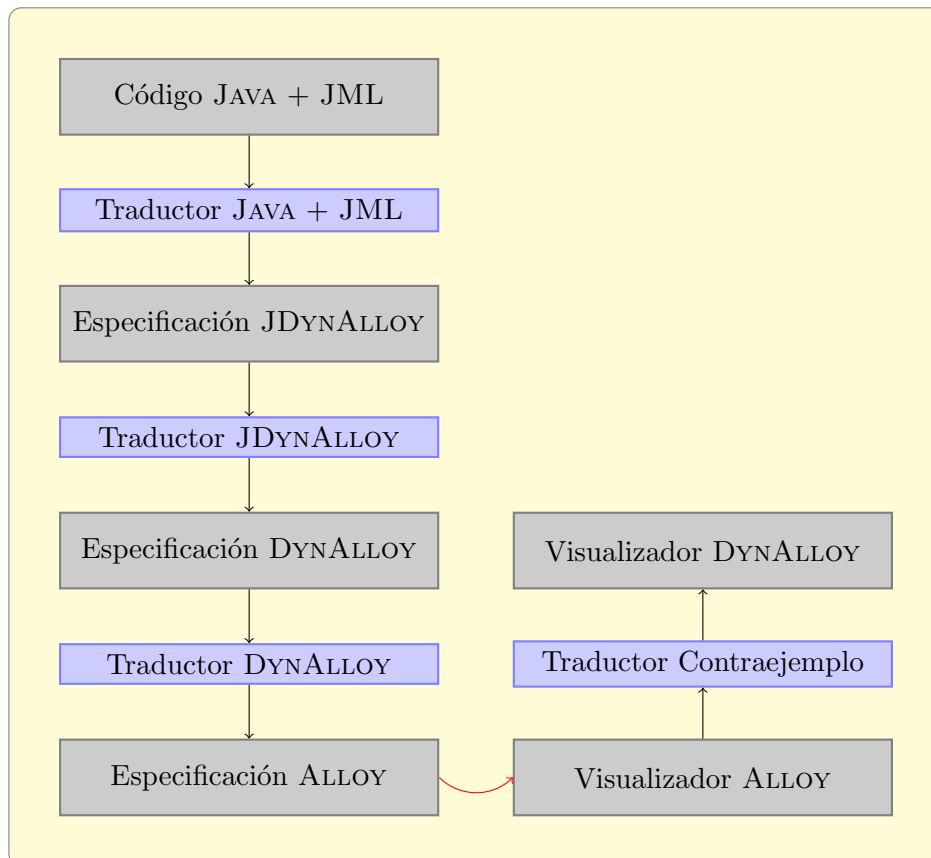 Código JAVA + JML
Traductor JAVA + JML
Especificación JDYNALLOY
Traductor JDYNALLOY
Especificación DYNALLOY
Traductor DYNALLOY
Especificación ALLOY
Visualizador DYNALLOY
Traductor Contraejemplo
Visualizador ALLOY